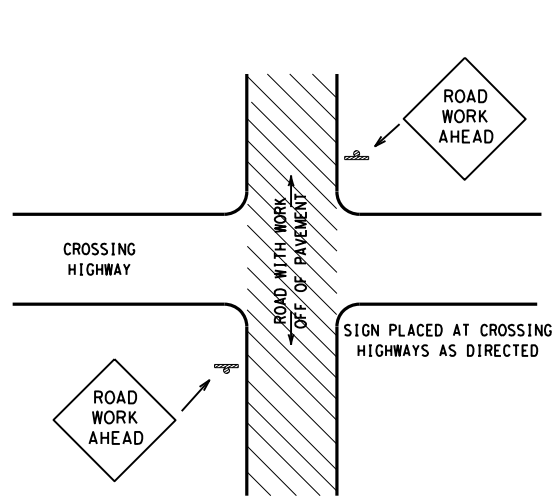 ROAD
WORK
AHEAD
CROSSING
HIGHWAY
ROAD WITH WORK
OFF OF PAVEMENT
SIGN PLACED AT CROSSING
HIGHWAYS AS DIRECTED
ROAD
WORK
AHEAD